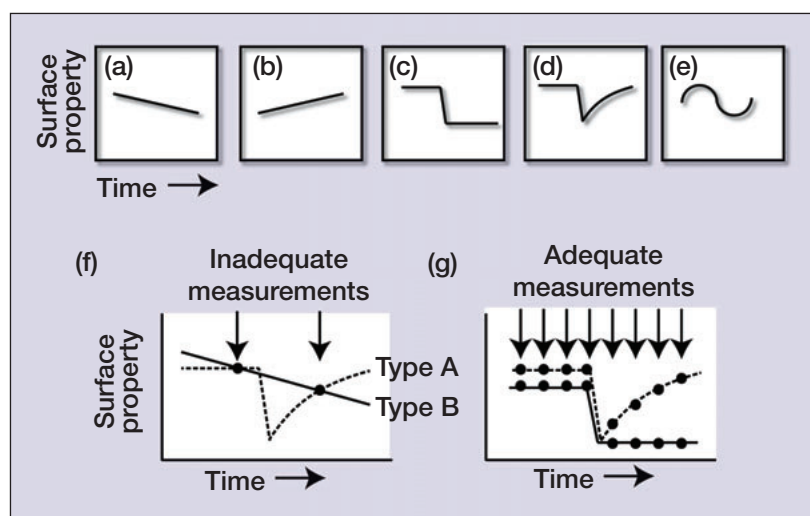 (a)
(b)
(c)
(d)
(e)
Surface
property
Time
(f)
Inadequate
measurements
(g)
Adequate
measurements
Surface
property
Type A
Type B
Time
Time